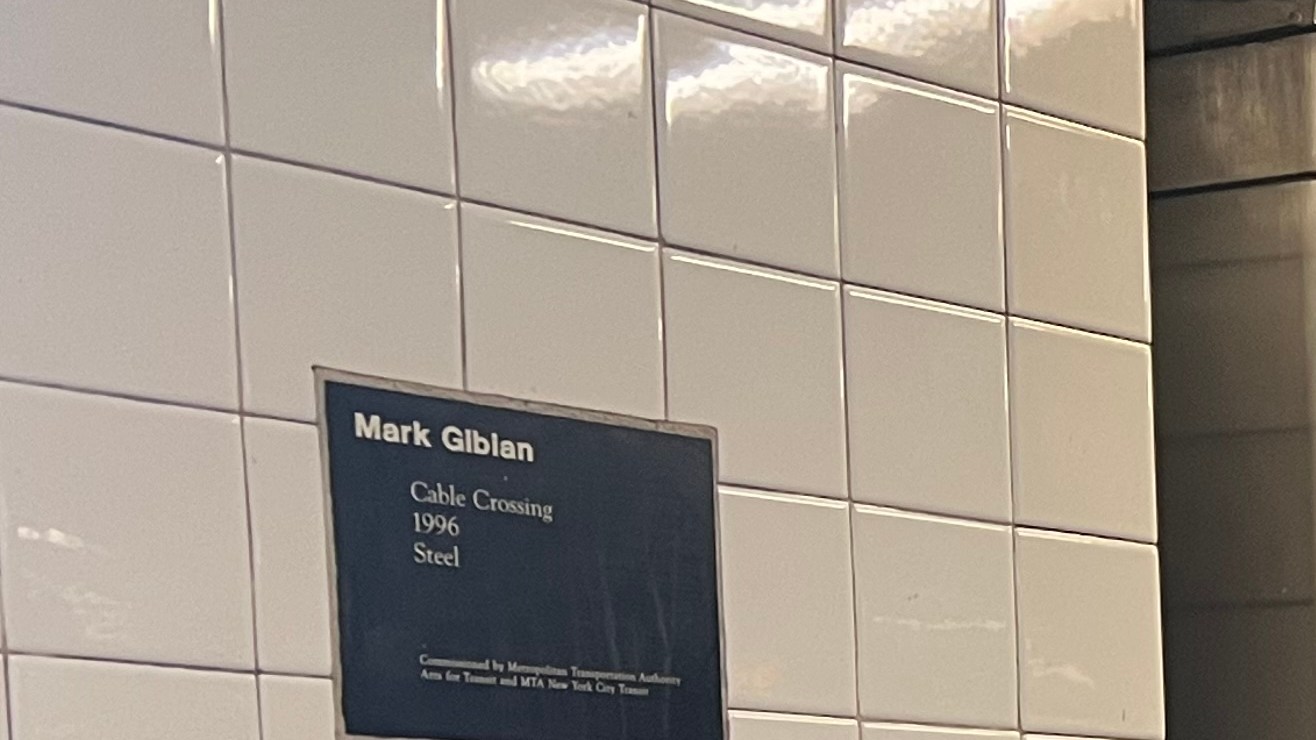 Mark Gibian
Cable Crossing
1996
Steel
Commissioned by Metropolitan Transportation Authority
Arts for Transit and MTA New York City Transit